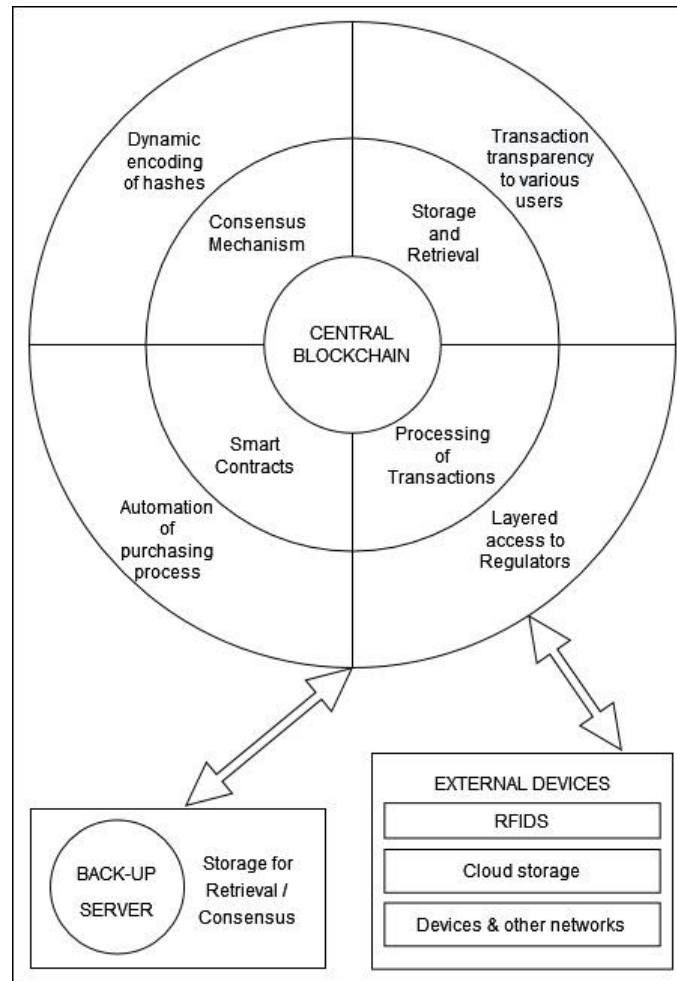 Dynamic
encoding
of hashes
Transaction
transparency
to various
users
Consensus
Mechanism
Storage
and
Retrieval
CENTRAL
BLOCKCHAIN
Smart
Contracts
Processing
of
Transactions
Automation
of
purchasing
process
Layered
access to
Regulators
BACK-UP
SERVER
Storage for
Retrieval /
Consensus
EXTERNAL DEVICES
RFIDS
Cloud storage
Devices & other networks